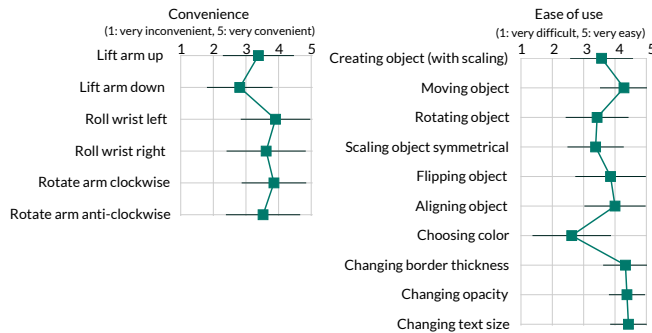 Convenience
(1: very inconvenient, 5: very convenient)
1 2 3 4 5
Lift arm up
Lift arm down
Roll wrist left
Roll wrist right
Rotate arm clockwise
Rotate arm anti-clockwise
Ease of use
(1: very difficult, 5: very easy)
1 2 3 4 5
Creating object (with scaling)
Moving object
Rotating object
Scaling object symmetrical
Flipping object
Aligning object
Choosing color
Changing border thickness
Changing opacity
Changing text size